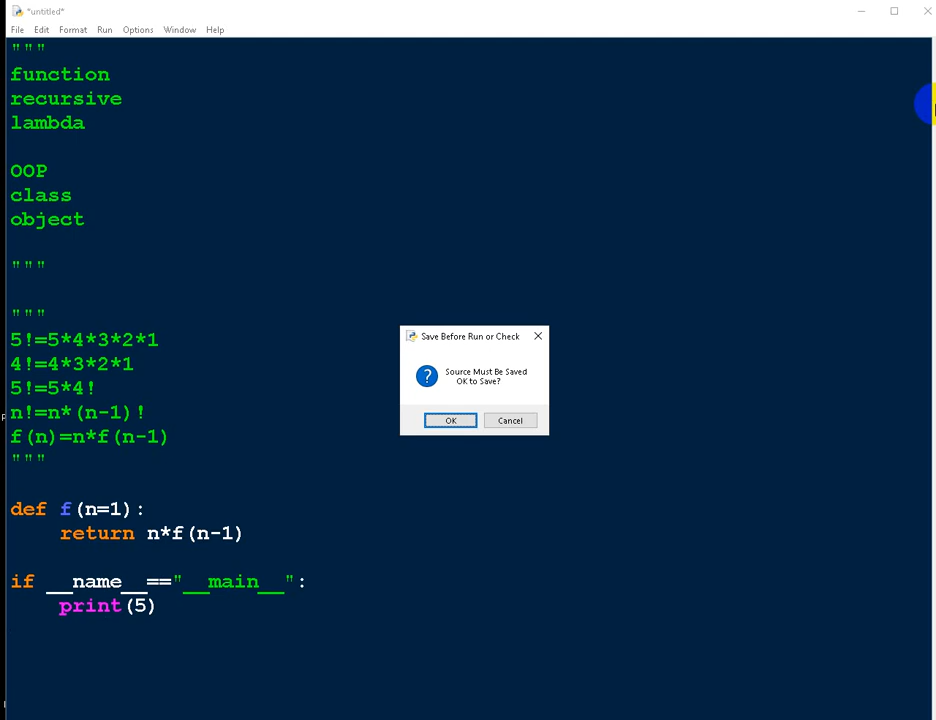 *untitled*
File Edit Format Run Options Window Help
"""
function
recursive
lambda
OOP
class
object
"""
"""
5!=5*4*3*2*1
4!=4*3*2*1
5!=5*4!
n!=n*(n-1)!
f(n)=n*f(n-1)
"""
def f(n=1):
    return n*f(n-1)
if __name__=="__main__":
    print(5)
Save Before Run or Check
Source Must Be Saved
OK to Save?
OK Cancel